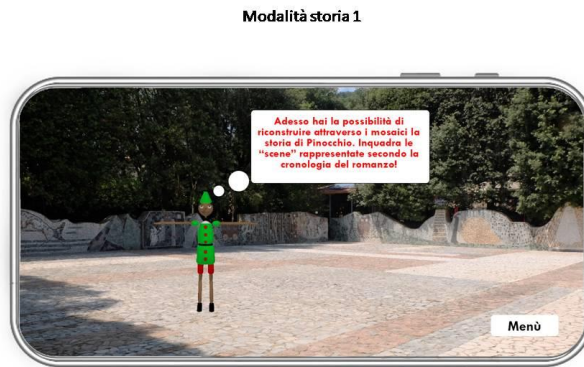 Modalità storia 1
Adesso hai la possibilità di
riconstruire attraverso i mosaici la
storia di Pinocchio. Inquadra le
“scene” rappresentate secondo la
cronologia del romanzo!
Menù